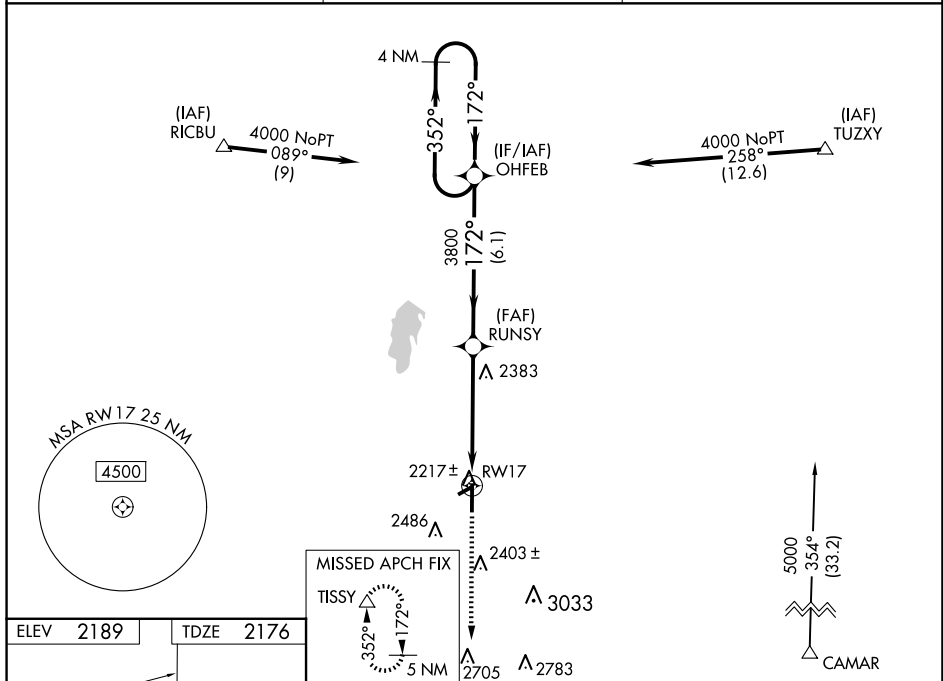 4 NM
352°
172°
(IAF)
RICBU
4000 NoPT
089°
(9)
(IF/IAF)
OHFEB
(IAF)
TUZXY
4000 NoPT
258°
(12.6)
3800
172°
(6.1)
(FAF)
RUNSY
2383
MSA RW17 25 NM
4500
2217± RW17
2486
2403 ±
3033
2705
2783
5000
354°
(33.2)
CAMAR
MISSED APCH FIX
TISSY
352°
172°
5 NM
ELEV 2189
TDZE 2176